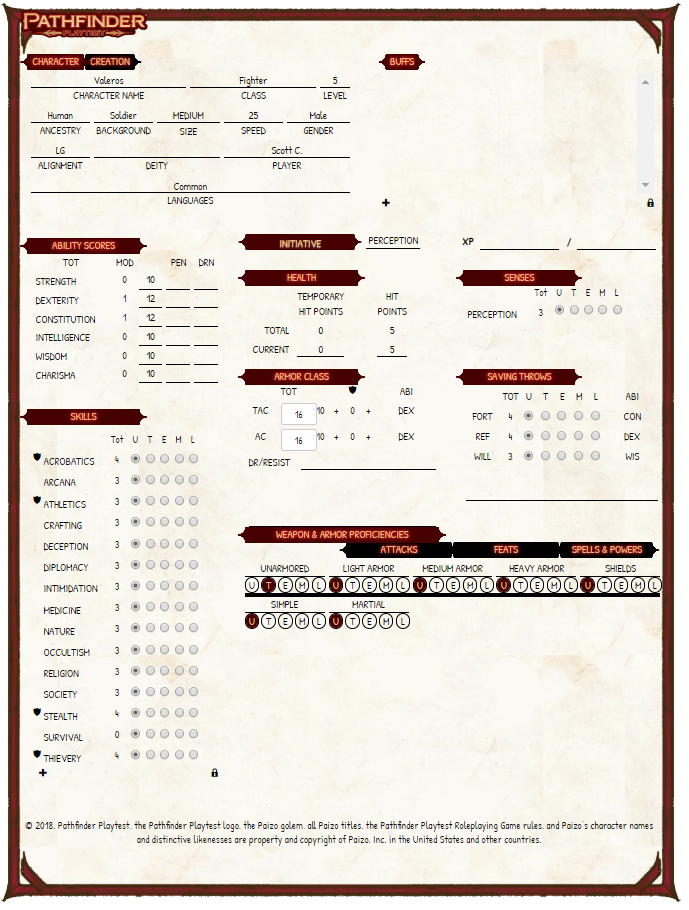 PATHFINDER
PLAYTEST
CHARACTER CREATION
Valeros Fighter 5
CHARACTER NAME CLASS LEVEL
Human Soldier MEDIUM 25 Male
ANCESTRY BACKGROUND SIZE SPEED GENDER
LG Scott C.
ALIGNMENT DEITY PLAYER
Common
LANGUAGES
BUFFS
ABILITY SCORES
TOT MOD PEN DRN
STRENGTH 0 10
DEXTERITY 1 12
CONSTITUTION 1 12
INTELLIGENCE 0 10
WISDOM 0 10
CHARISMA 0 10
SKILLS
Tot U T E M L
ACROBATICS 4
ARCANA 3
ATHLETICS 3
CRAFTING 3
DECEPTION 3
DIPLOMACY 3
INTIMIDATION 3
MEDICINE 3
NATURE 3
OCCULTISM 3
RELIGION 3
SOCIETY 3
STEALTH 4
SURVIVAL 0
THIEVERY 4
INITIATIVE PERCEPTION
XP /
HEALTH
TEMPORARY HIT
HIT POINTS POINTS
TOTAL 0 5
CURRENT 0 5
SENSES
Tot U T E M L
PERCEPTION 3
ARMOR CLASS
TOT ABI
TAC 16 10 + 0 + DEX
AC 16 10 + 0 + DEX
DR/RESIST
SAVING THROWS
TOT U T E M L ABI
FORT 4 CON
REF 4 DEX
WILL 3 WIS
WEAPON & ARMOR PROFICIENCIES
ATTACKS FEATS SPELLS & POWERS
UNARMORED LIGHT ARMOR MEDIUM ARMOR HEAVY ARMOR SHIELDS
U T E M L U T E M L U T E M L U T E M L U T E M L
SIMPLE MARTIAL
U T E M L U T E M L
© 2018. Pathfinder Playtest, the Pathfinder Playtest logo, the Paizo golem, all Paizo titles, the Pathfinder Playtest Roleplaying Game rules, and Paizo's character names
and distinctive likenesses are property and copyright of Paizo, Inc. in the United States and other countries.